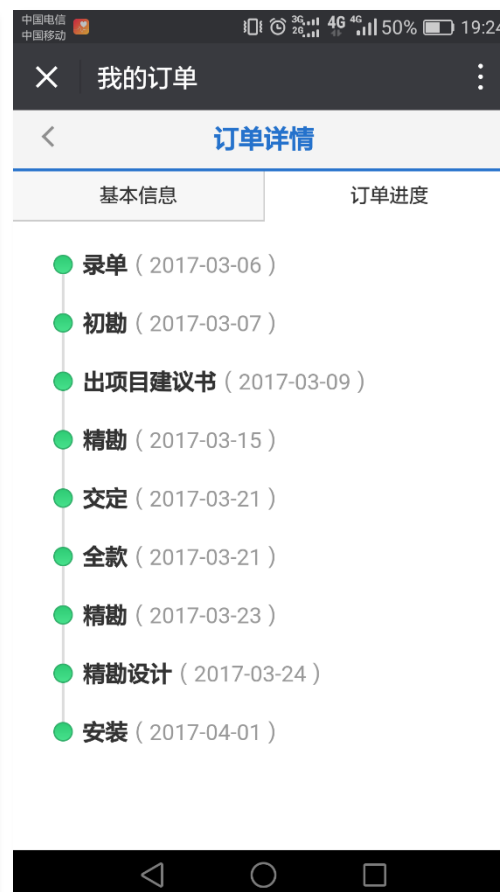 中国电信
中国移动
3G 2G 4G 4G 50% 19:24
我的订单
订单详情
基本信息 订单进度
录单 ( 2017-03-06 )
初勘 ( 2017-03-07 )
出项目建议书 ( 2017-03-09 )
精勘 ( 2017-03-15 )
交定 ( 2017-03-21 )
全款 ( 2017-03-21 )
精勘 ( 2017-03-23 )
精勘设计 ( 2017-03-24 )
安装 ( 2017-04-01 )